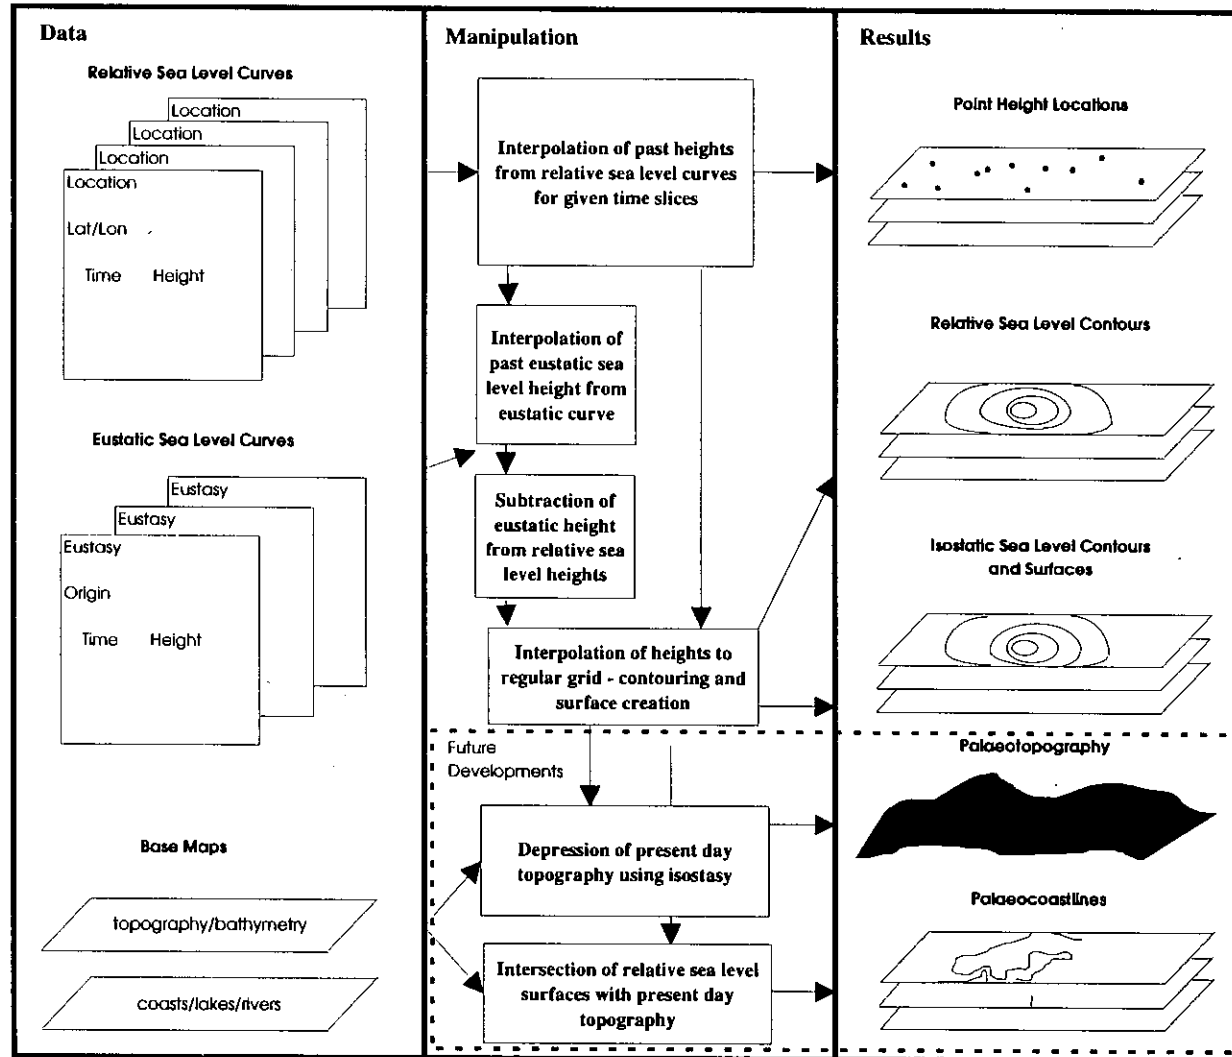 Data
Relative Sea Level Curves
Location
Location
Location
Location
Lat/Lon
Time Height
Eustatic Sea Level Curves
Eustasy
Eustasy
Eustasy
Origin
Time Height
Base Maps
topography/bathymetry
coasts/lakes/rivers
Manipulation
Interpolation of past heights
from relative sea level curves
for given time slices
Interpolation of
past eustatic sea
level height from
eustatic curve
Subtraction of
eustatic height
from relative sea
level heights
Interpolation of heights to
regular grid - contouring and
surface creation
Future
Developments
Depression of present day
topography using isostasy
Intersection of relative sea level
surfaces with present day
topography
Results
Point Height Locations
Relative Sea Level Contours
Isostatic Sea Level Contours
and Surfaces
Palaeotopography
Palaeocoastlines